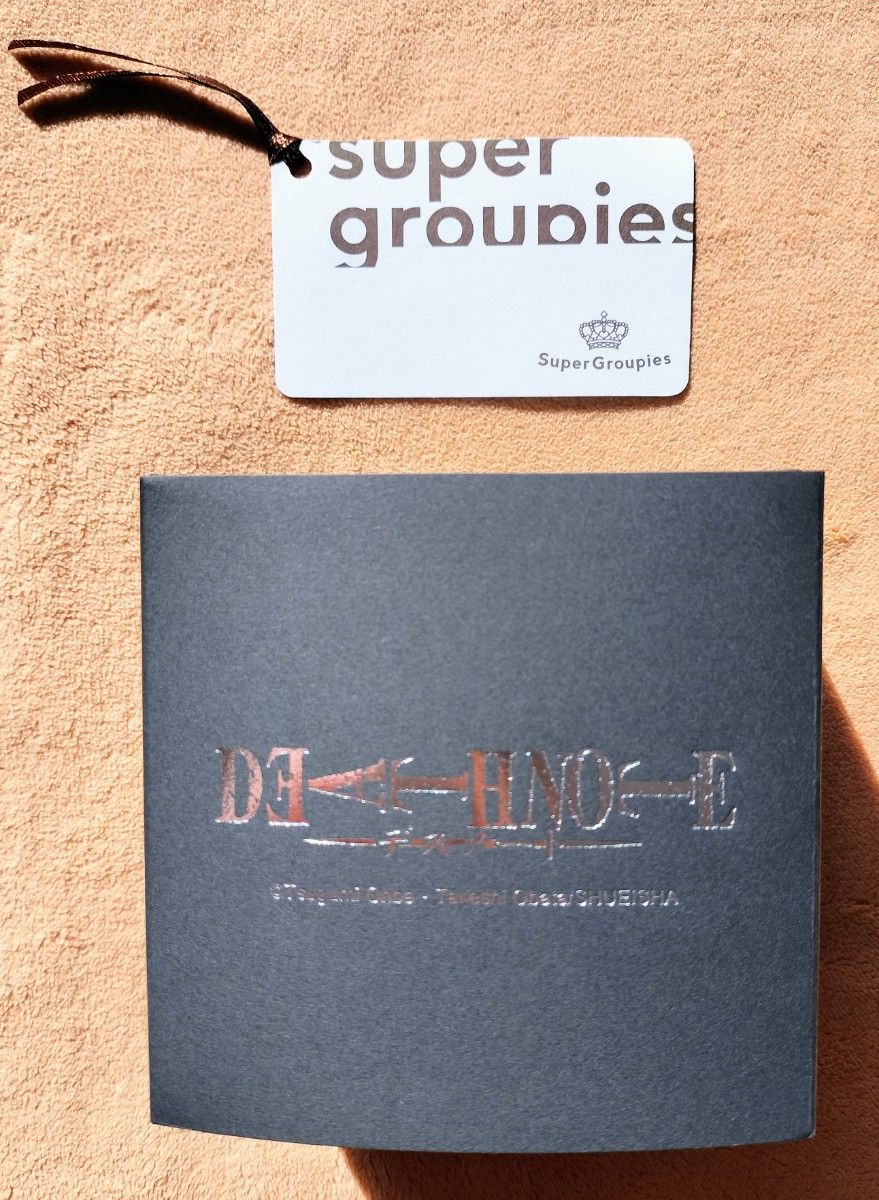 super
groupies
SuperGroupies
DEATH NOTE
デスノート
©Tsugumi Ohba・Takeshi Obata/SHUEISHA